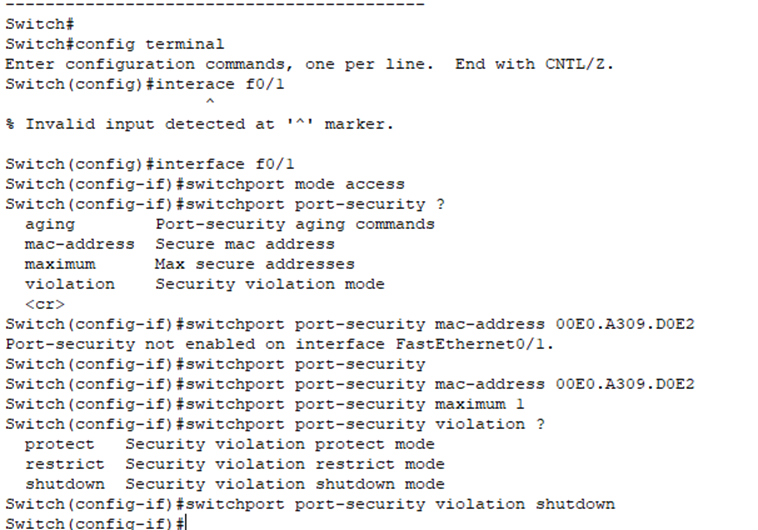 ------------------------------------------
Switch#
Switch#config terminal
Enter configuration commands, one per line.  End with CNTL/Z.
Switch(config)#interace f0/1
                    ^
% Invalid input detected at '^' marker.

Switch(config)#interface f0/1
Switch(config-if)#switchport mode access
Switch(config-if)#switchport port-security ?
  aging        Port-security aging commands
  mac-address  Secure mac address
  maximum      Max secure addresses
  violation    Security violation mode
  <cr>
Switch(config-if)#switchport port-security mac-address 00E0.A309.D0E2
Port-security not enabled on interface FastEthernet0/1.
Switch(config-if)#switchport port-security
Switch(config-if)#switchport port-security mac-address 00E0.A309.D0E2
Switch(config-if)#switchport port-security maximum 1
Switch(config-if)#switchport port-security violation ?
  protect   Security violation protect mode
  restrict  Security violation restrict mode
  shutdown  Security violation shutdown mode
Switch(config-if)#switchport port-security violation shutdown
Switch(config-if)#